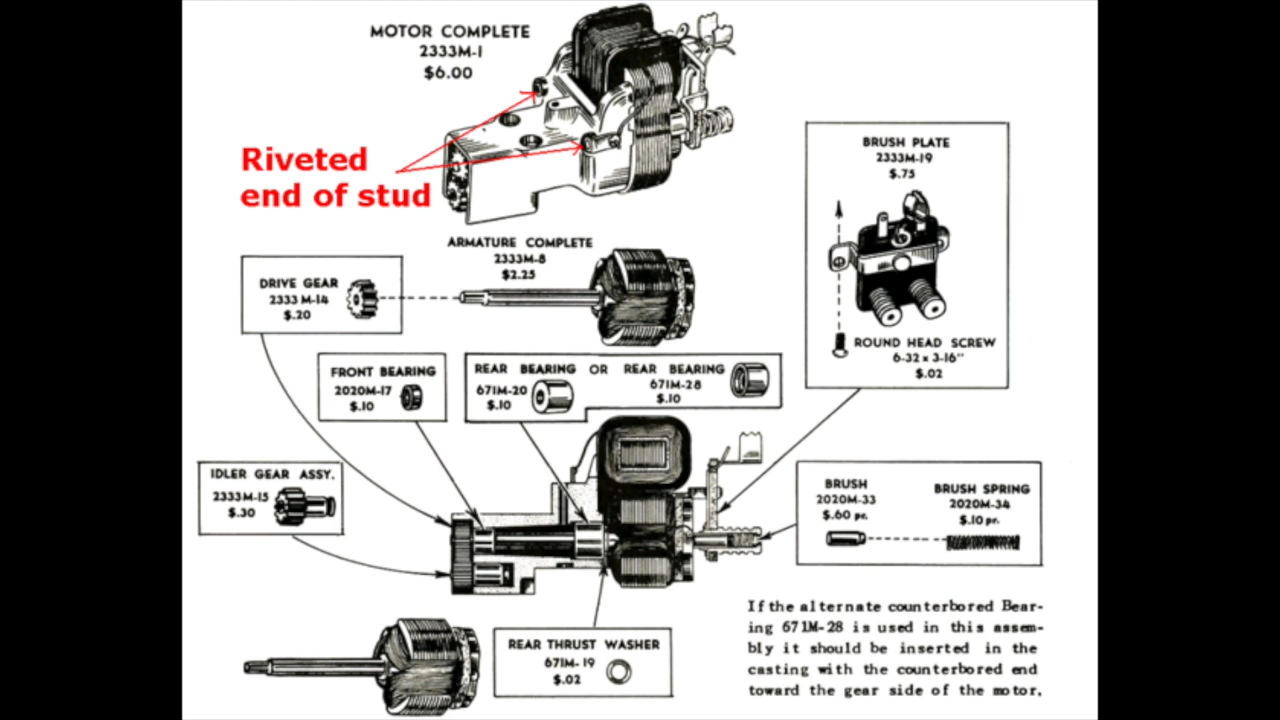 MOTOR COMPLETE
2333M-1
$6.00
Riveted
end of stud
BRUSH PLATE
2333M-19
$.75
ROUND HEAD SCREW
6-32 x 3-16"
$.02
ARMATURE COMPLETE
2333M-8
$2.25
DRIVE GEAR
2333M-14
$.20
FRONT BEARING
2020M-17
$.10
REAR BEARING OR REAR BEARING
671M-20
$.10
671M-28
$.10
IDLER GEAR ASSY.
2333M-15
$.30
BRUSH
2020M-33
$.60 pr.
BRUSH SPRING
2020M-34
$.10 pr.
REAR THRUST WASHER
671M-19
$.02
If the alternate counterbored Bear-
ing 671M-28 is used in this assem-
bly it should be inserted in the
casting with the counterbored end
toward the gear side of the motor.